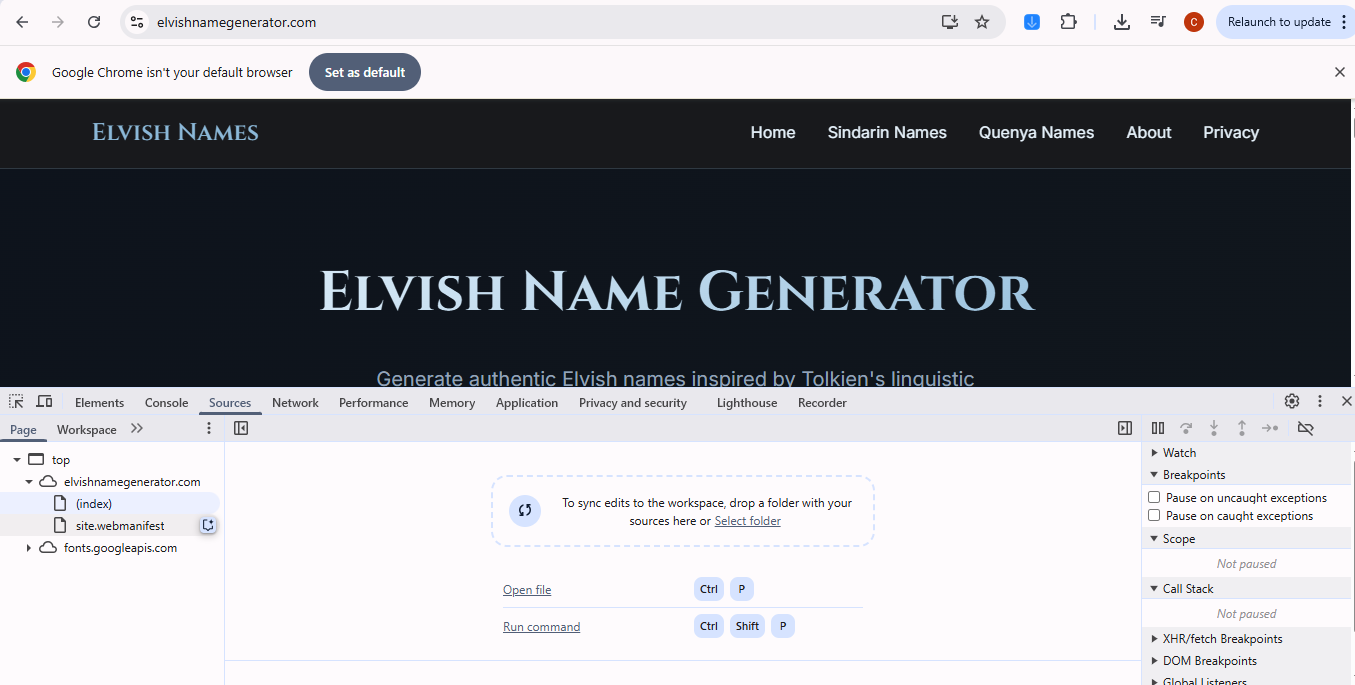 elvishnamegenerator.com
C
Relaunch to update
Google Chrome isn't your default browser
Set as default
Elvish Names
Home
Sindarin Names
Quenya Names
About
Privacy
Elvish Name Generator
Generate authentic Elvish names inspired by Tolkien's linguistic
Elements
Console
Sources
Network
Performance
Memory
Application
Privacy and security
Lighthouse
Recorder
Page
Workspace
top
elvishnamegenerator.com
(index)
site.webmanifest
fonts.googleapis.com
To sync edits to the workspace, drop a folder with your
sources here or Select folder
Open file
Ctrl P
Run command
Ctrl Shift P
Watch
Breakpoints
Pause on uncaught exceptions
Pause on caught exceptions
Scope
Not paused
Call Stack
Not paused
XHR/fetch Breakpoints
DOM Breakpoints
Global Listeners